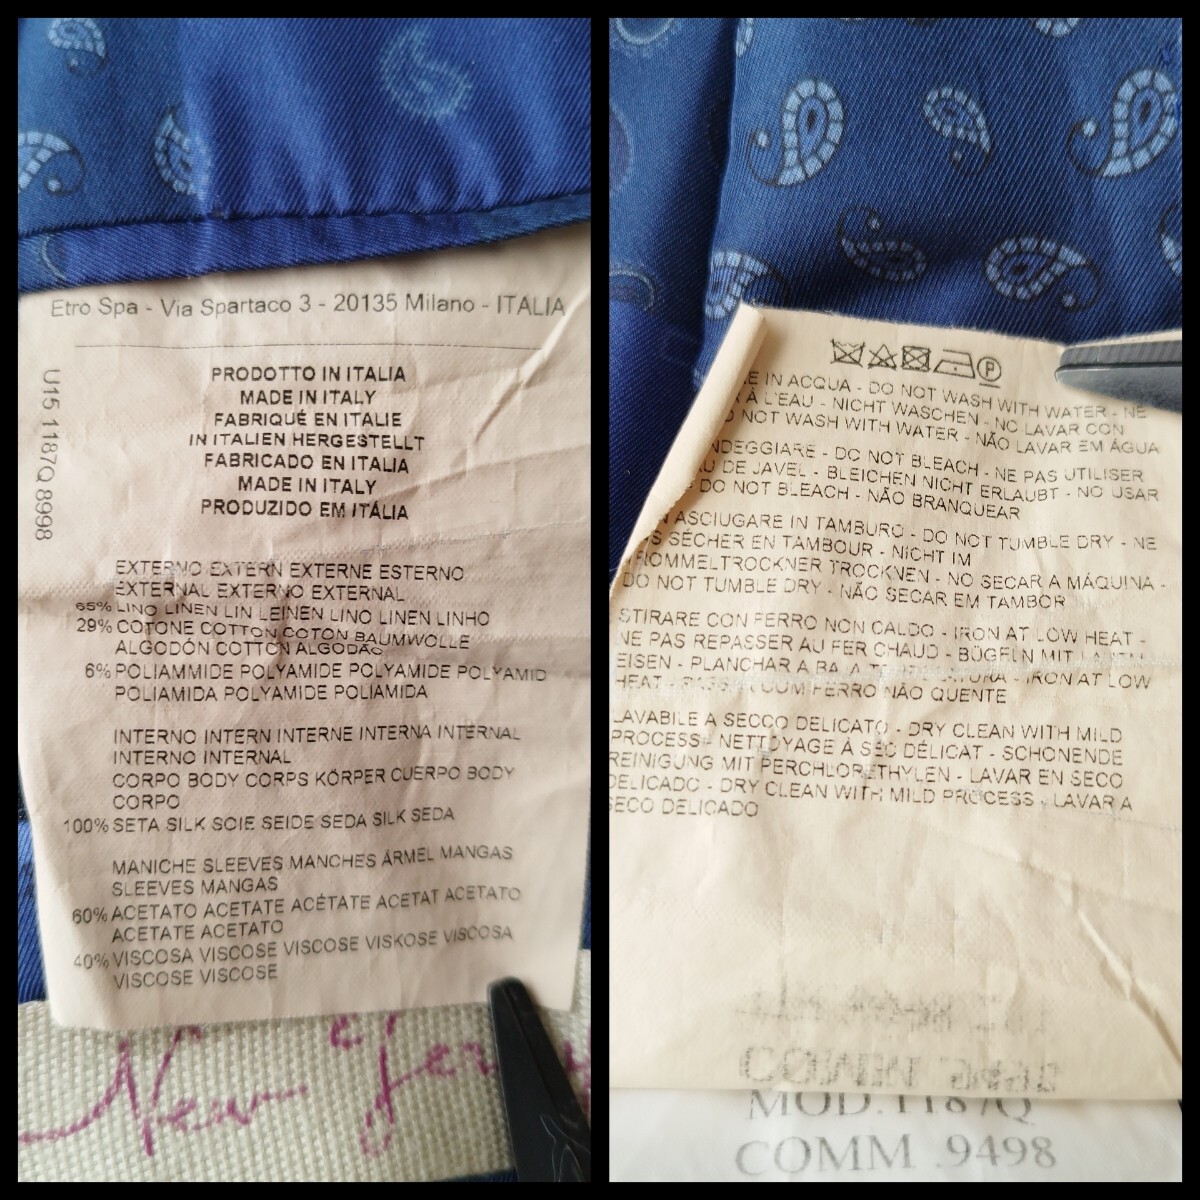 Etro Spa - Via Spartaco 3 - 20135 Milano - ITALIA
U15 1187Q 8998
PRODOTTO IN ITALIA
MADE IN ITALY
FABRIQUÉ EN ITALIE
IN ITALIEN HERGESTELLT
FABRICADO EN ITALIA
MADE IN ITALY
PRODUZIDO EM ITÁLIA
EXTERNO EXTERN EXTERNE ESTERNO
EXTERNAL EXTERNO EXTERNAL
65% LINO LINEN LIN LEINEN LINO LINEN LINHO
29% COTONE COTTON COTON BAUMWOLLE
ALGODÓN COTTON ALGODÃO
6% POLIAMMIDE POLYAMIDE POLYAMIDE POLYAMID
POLIAMIDA POLYAMIDE POLIAMIDA
INTERNO INTERN INTERNE INTERNA INTERNAL
INTERNO INTERNAL
CORPO BODY CORPS KÖRPER CUERPO BODY
CORPO
100% SETA SILK SOIE SEIDE SEDA SILK SEDA
MANICHE SLEEVES MANCHES ÄRMEL MANGAS
SLEEVES MANGAS
60% ACETATO ACETATE ACÉTATE ACETAT ACETATO
ACETATE ACETATO
40% VISCOSA VISCOSE VISCOSE VISKOSE VISCOSA
VISCOSE VISCOSE
New
IN ACQUA - DO NOT WASH WITH WATER - NE
À L'EAU - NICHT WASCHEN - NO LAVAR CON
NOT WASH WITH WATER - NÃO LAVAR EM ÁGUA
NDEGGIARE - DO NOT BLEACH - NE PAS UTILISER
DE JAVEL - BLEICHEN NICHT ERLAUBT - NO USAR
DO NOT BLEACH - NÃO BRANQUEAR
ASCIUGARE IN TAMBURO - DO NOT TUMBLE DRY - NE
SÉCHER EN TAMBOUR - NICHT IM
ROMMELTROCKNER TROCKNEN - NO SECAR A MÁQUINA -
DO NOT TUMBLE DRY - NÃO SECAR EM TAMBOR
STIRARE CON FERRO NON CALDO - IRON AT LOW HEAT -
NE PAS REPASSER AU FER CHAUD - BÜGELN MIT
EISEN - PLANCHAR A - IRON AT LOW
HEAT - COM FERRO NÃO QUENTE
LAVABILE A SECCO DELICATO - DRY CLEAN WITH MILD
PROCESS - NETTOYAGE À SEC DÉLICAT - SCHONENDE
REINIGUNG MIT PERCHLORETHYLEN - LAVAR EN SECO
DELICADO - DRY CLEAN WITH MILD PROCESS - LAVAR A
SECO DELICADO
MOD.1187Q
COMM .9498